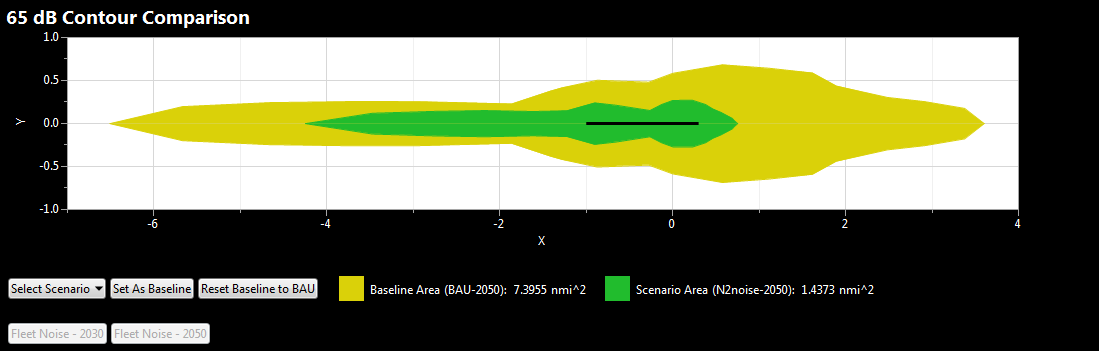 65 dB Contour Comparison
1.0
0.5
0.0
-0.5
-1.0
Y
-6
-4
-2
0
2
4
X
Select Scenario
Set As Baseline
Reset Baseline to BAU
Baseline Area (BAU-2050): 7.3955 nmi^2
Scenario Area (N2noise-2050): 1.4373 nmi^2
Fleet Noise - 2030
Fleet Noise - 2050